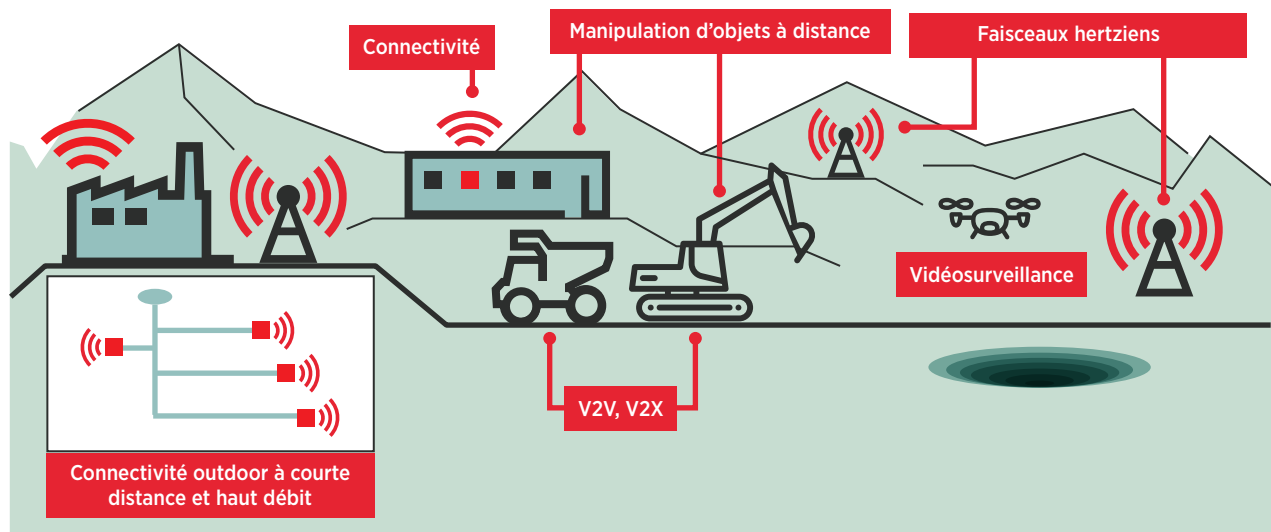 Connectivité
Manipulation d'objets à distance
Faisceaux hertziens
Vidéosurveillance
V2V, V2X
Connectivité outdoor à courte
distance et haut débit